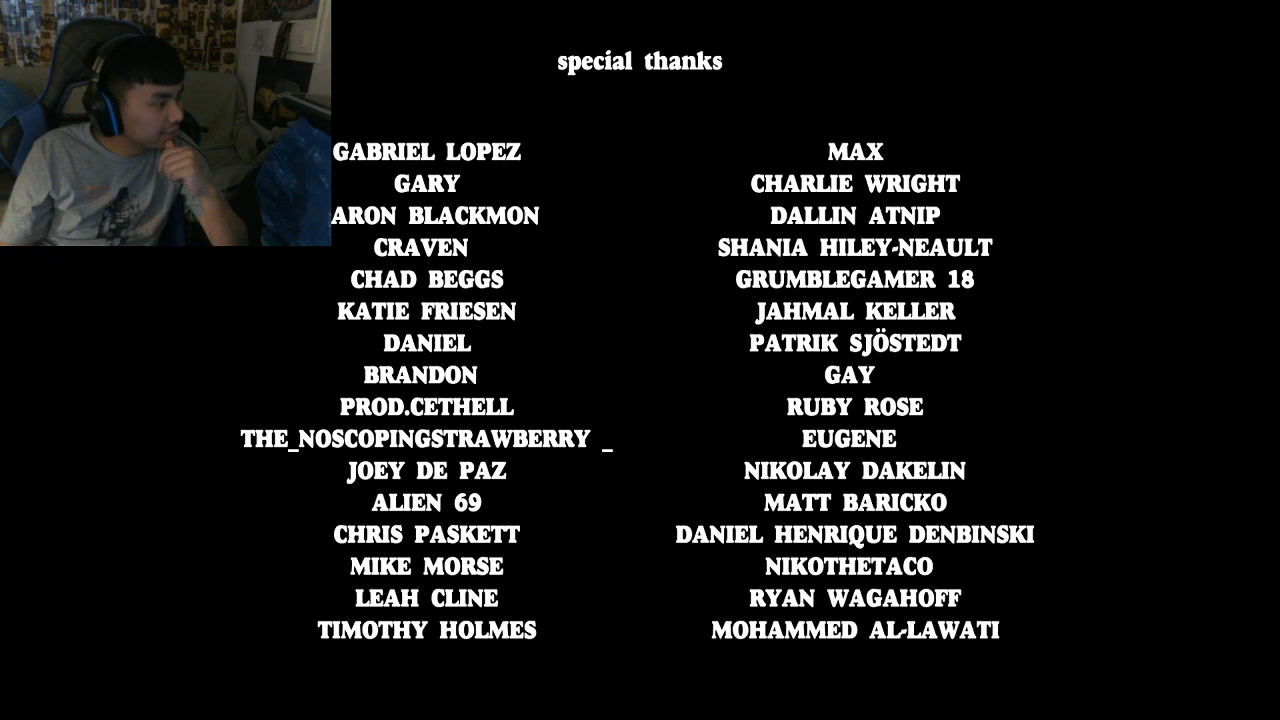 special thanks
GABRIEL LOPEZ
GARY
ARON BLACKMON
CRAVEN
CHAD BEGGS
KATIE FRIESEN
DANIEL
BRANDON
PROD.CETHELL
THE_NOSCOPINGSTRAWBERRY _
JOEY DE PAZ
ALIEN 69
CHRIS PASKETT
MIKE MORSE
LEAH CLINE
TIMOTHY HOLMES
MAX
CHARLIE WRIGHT
DALLIN ATNIP
SHANIA HILEY-NEAULT
GRUMBLEGAMER 18
JAHMAL KELLER
PATRIK SJÖSTEDT
GAY
RUBY ROSE
EUGENE
NIKOLAY DAKELIN
MATT BARICKO
DANIEL HENRIQUE DENBINSKI
NIKOTHETACO
RYAN WAGAHOFF
MOHAMMED AL-LAWATI